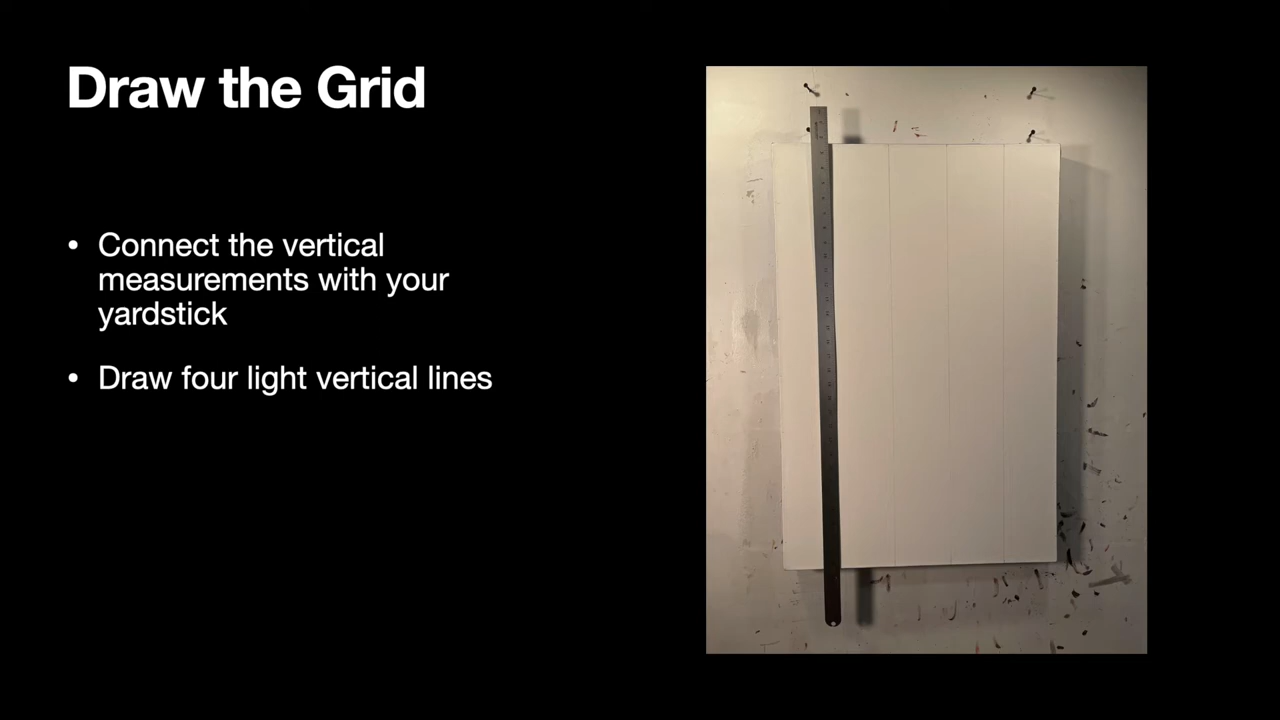 Draw the Grid
• Connect the vertical
measurements with your
yardstick
• Draw four light vertical lines